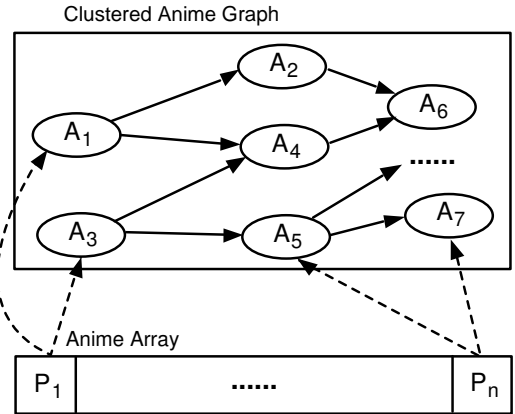 Clustered Anime Graph
A2
A6
A1
A4
......
A3
A5
A7
Anime Array
P1 ...... Pn